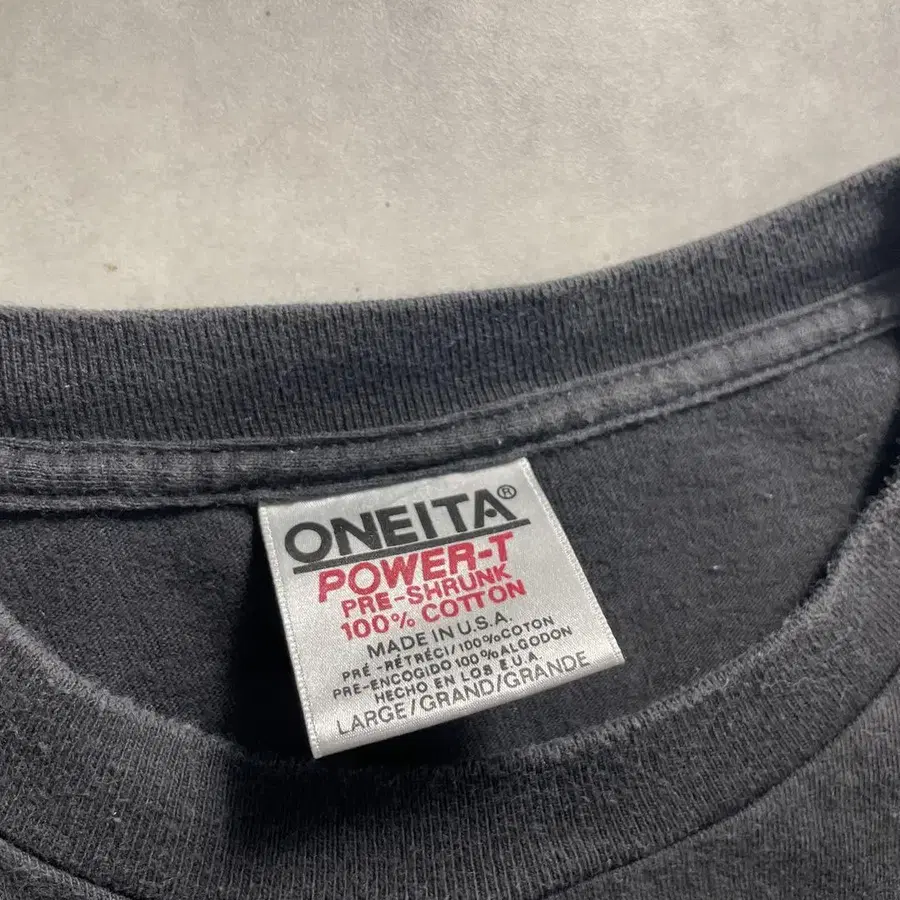 ONEITA®
POWER-T
PRE-SHRUNK
100% COTTON
MADE IN U.S.A.
PRÉ-RÉTRÉCI/100% COTON
PRE-ENCOGIDO 100% ALGODON
HECHO EN LOS E.U.A
LARGE/GRAND/GRANDE